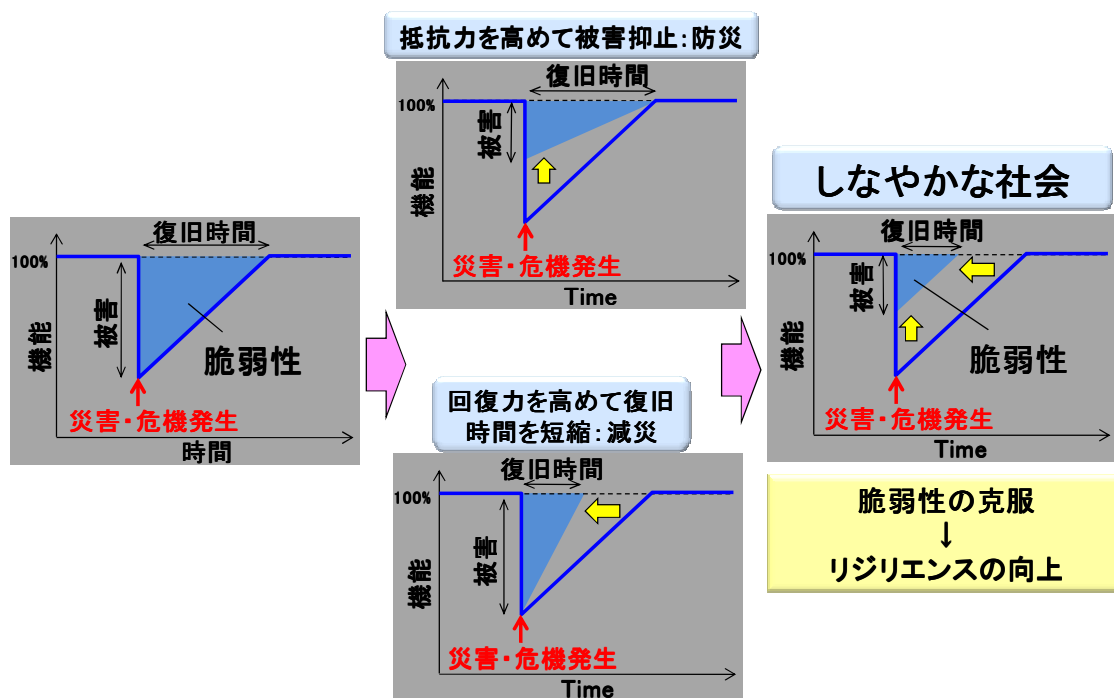 復旧時間
100%
被害
機能
脆弱性
災害・危機発生
時間
抵抗力を高めて被害抑止:防災
復旧時間
100%
被害
機能
災害・危機発生
Time
回復力を高めて復旧
時間を短縮:減災
復旧時間
100%
被害
機能
災害・危機発生
Time
しなやかな社会
復旧時間
100%
被害
機能
脆弱性
災害・危機発生
Time
脆弱性の克服
↓
リジリエンスの向上